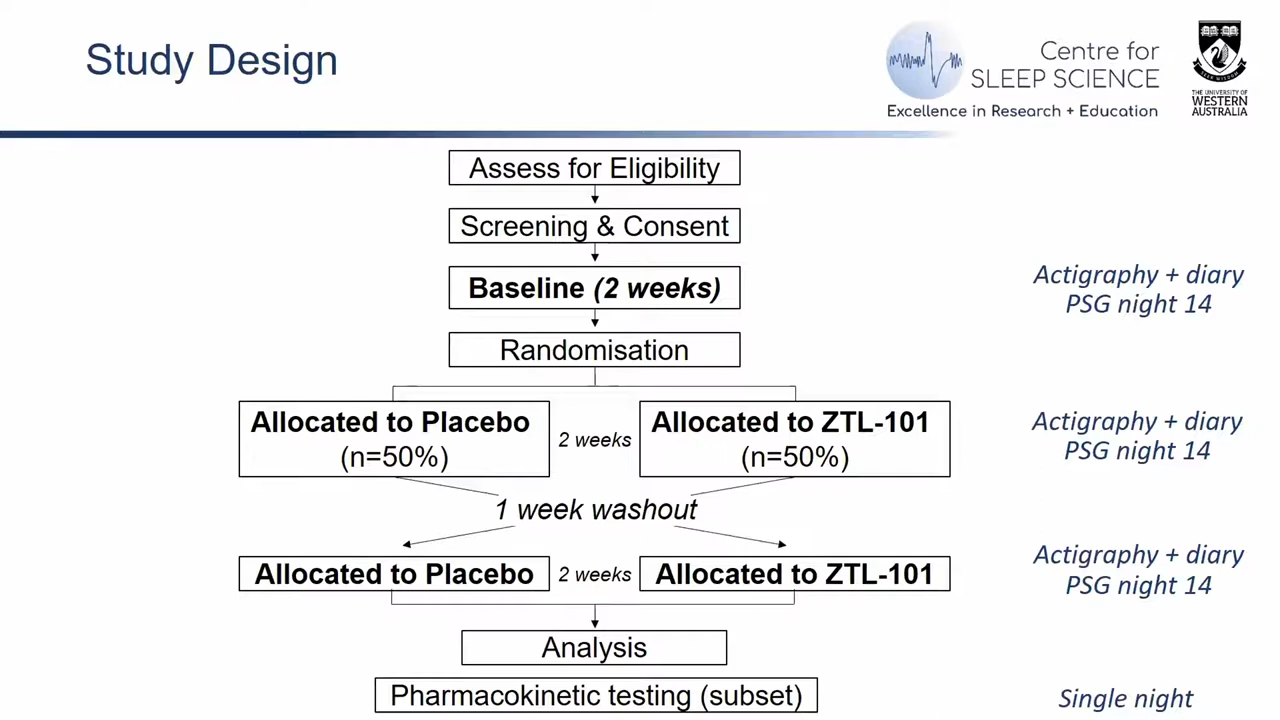 Study Design
Centre for
SLEEP SCIENCE
Excellence in Research + Education
THE UNIVERSITY OF
WESTERN
AUSTRALIA
Assess for Eligibility
Screening & Consent
Baseline (2 weeks)
Actigraphy + diary
PSG night 14
Randomisation
Allocated to Placebo
(n=50%)
2 weeks
Allocated to ZTL-101
(n=50%)
Actigraphy + diary
PSG night 14
1 week washout
Allocated to Placebo
2 weeks
Allocated to ZTL-101
Actigraphy + diary
PSG night 14
Analysis
Pharmacokinetic testing (subset)
Single night